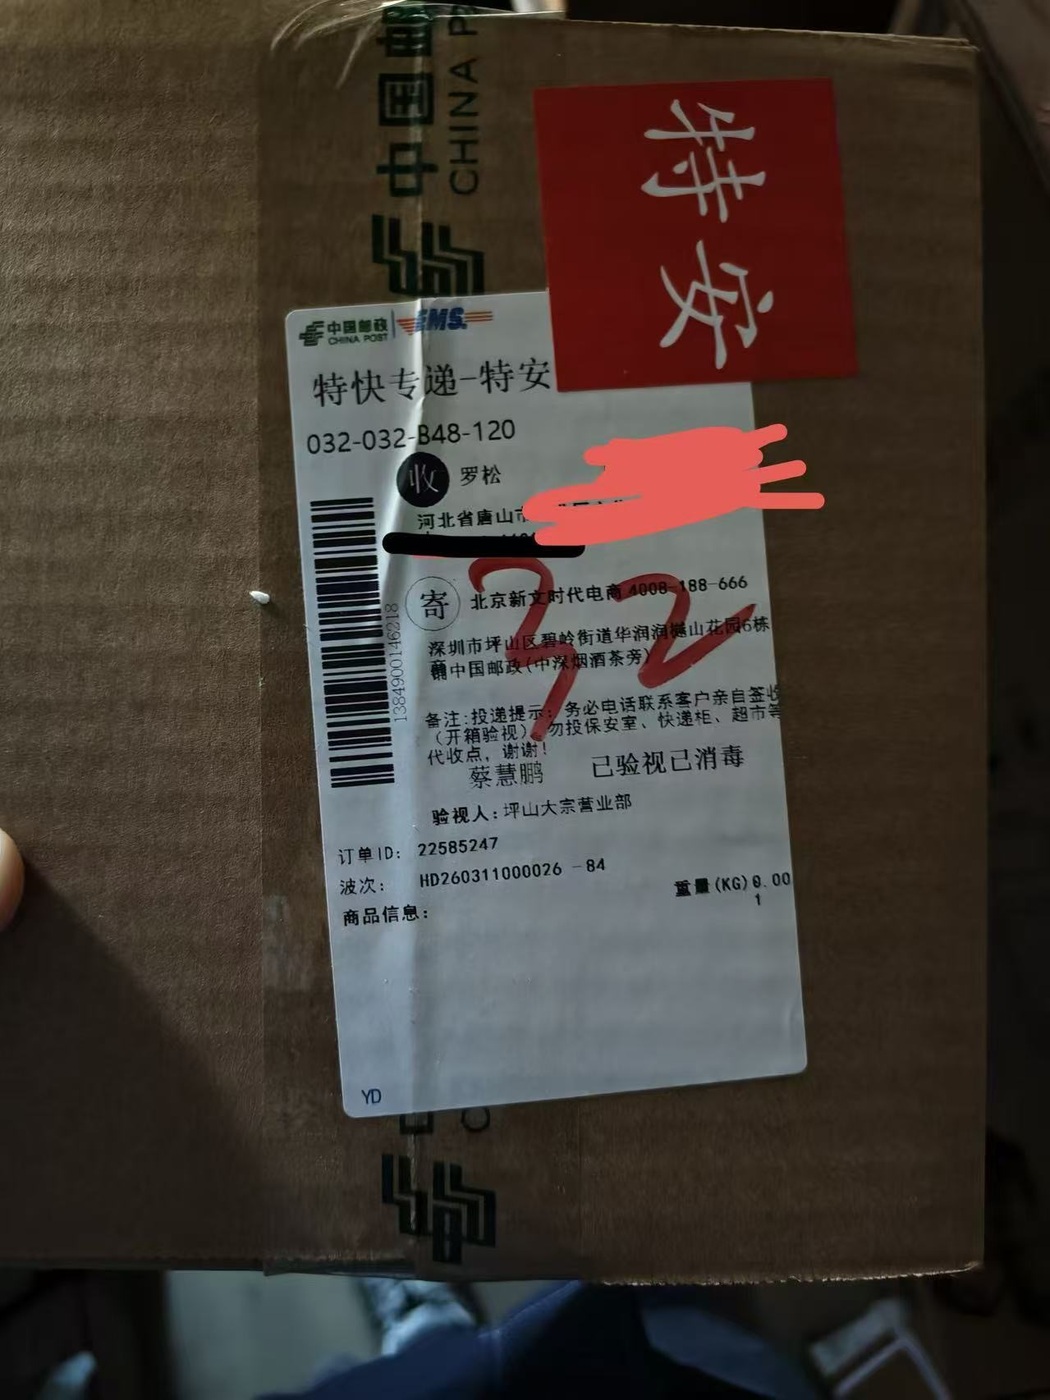 中国邮
CHINA P
特安
中国邮政
CHINA POST
EMS
特快专递-特安
032-032-B48-120
收 罗松
河北省唐山市
1384900146218
寄 北京新文时代电商 4008-188-666
深圳市坪山区碧岭街道华润润樾山花园6栋
中国邮政(中深烟酒茶旁)
32
备注:投递提示:务必电话联系客户亲自签收
(开箱验视)勿投保安室、快递柜、超市等
代收点,谢谢!
蔡慧鹏 已验视已消毒
验视人:坪山大宗营业部
订单ID: 22585247
波次: HD260311000026 -84
重量(KG)0.00
1
商品信息:
YD